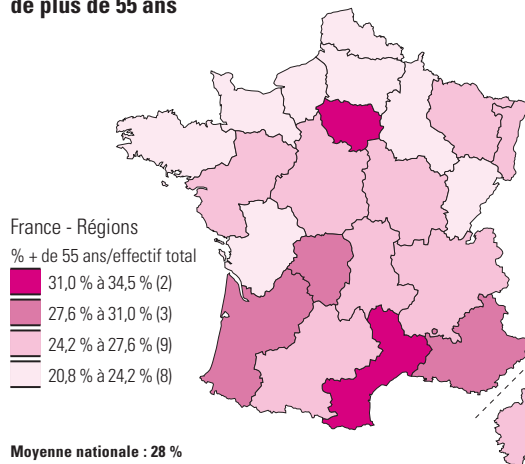 de plus de 55 ans
France - Régions
% + de 55 ans/effectif total
31,0 % à 34,5 % (2)
27,6 % à 31,0 % (3)
24,2 % à 27,6 % (9)
20,8 % à 24,2 % (8)
Moyenne nationale : 28 %